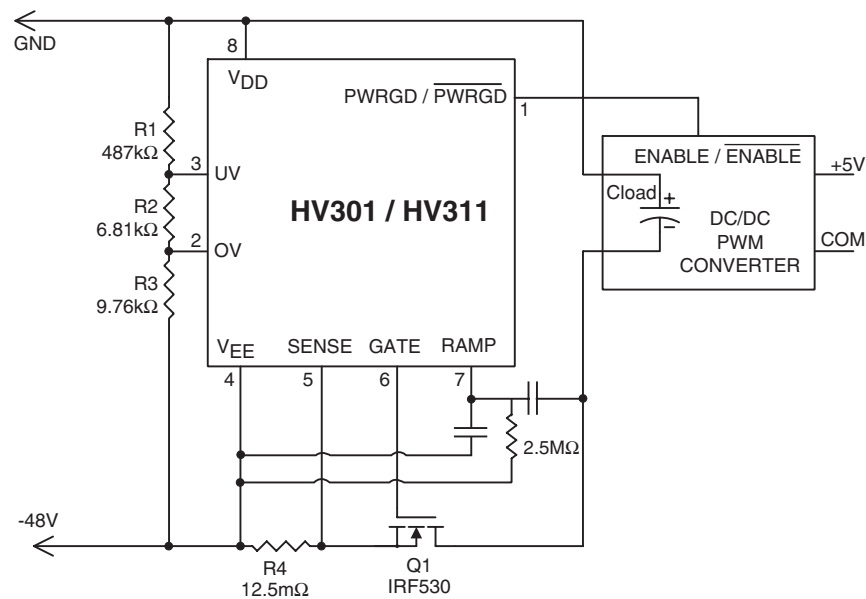 GND
8
VDD
PWRGD / PWRGD
1
R1
487kΩ
3
UV
ENABLE / ENABLE
+5V
Cload
+
–
HV301 / HV311
R2
6.81kΩ
2
OV
DC/DC
PWM
CONVERTER
COM
R3
9.76kΩ
VEE
SENSE
GATE
RAMP
4
5
6
7
2.5MΩ
-48V
R4
12.5mΩ
Q1
IRF530